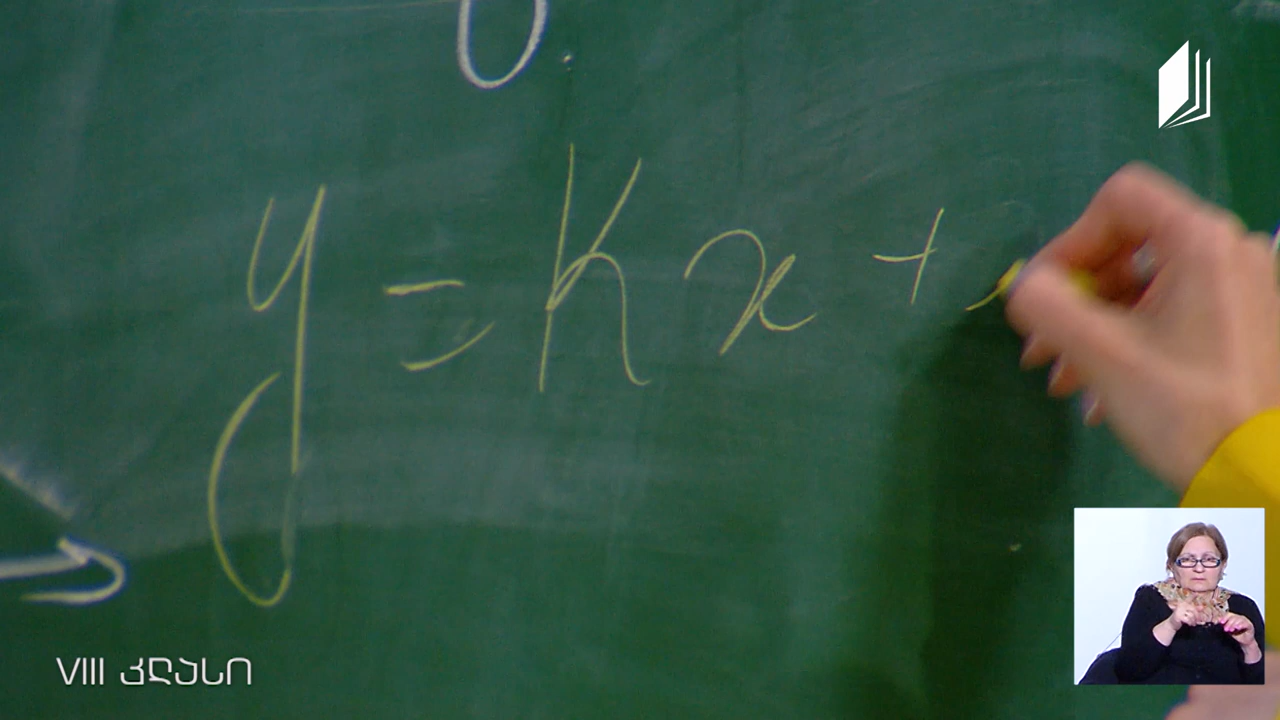 y = kx +
VIII კლასი